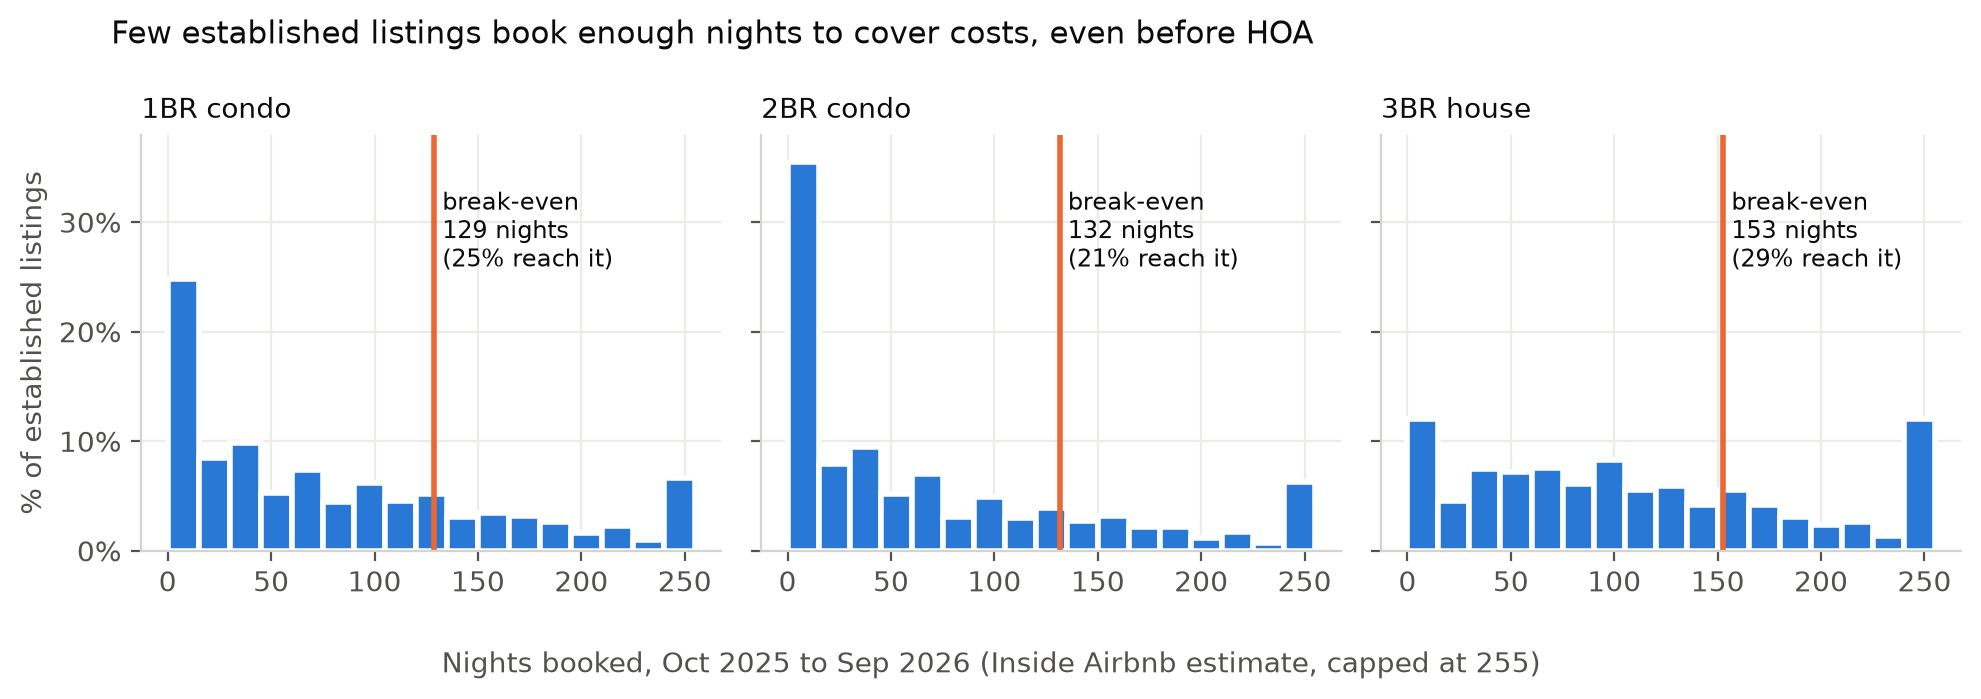 Few established listings book enough nights to cover costs, even before HOA
1BR condo
2BR condo
3BR house
% of established listings
30%
20%
10%
0%
break-even
129 nights
(25% reach it)
break-even
132 nights
(21% reach it)
break-even
153 nights
(29% reach it)
0 50 100 150 200 250
0 50 100 150 200 250
0 50 100 150 200 250
Nights booked, Oct 2025 to Sep 2026 (Inside Airbnb estimate, capped at 255)